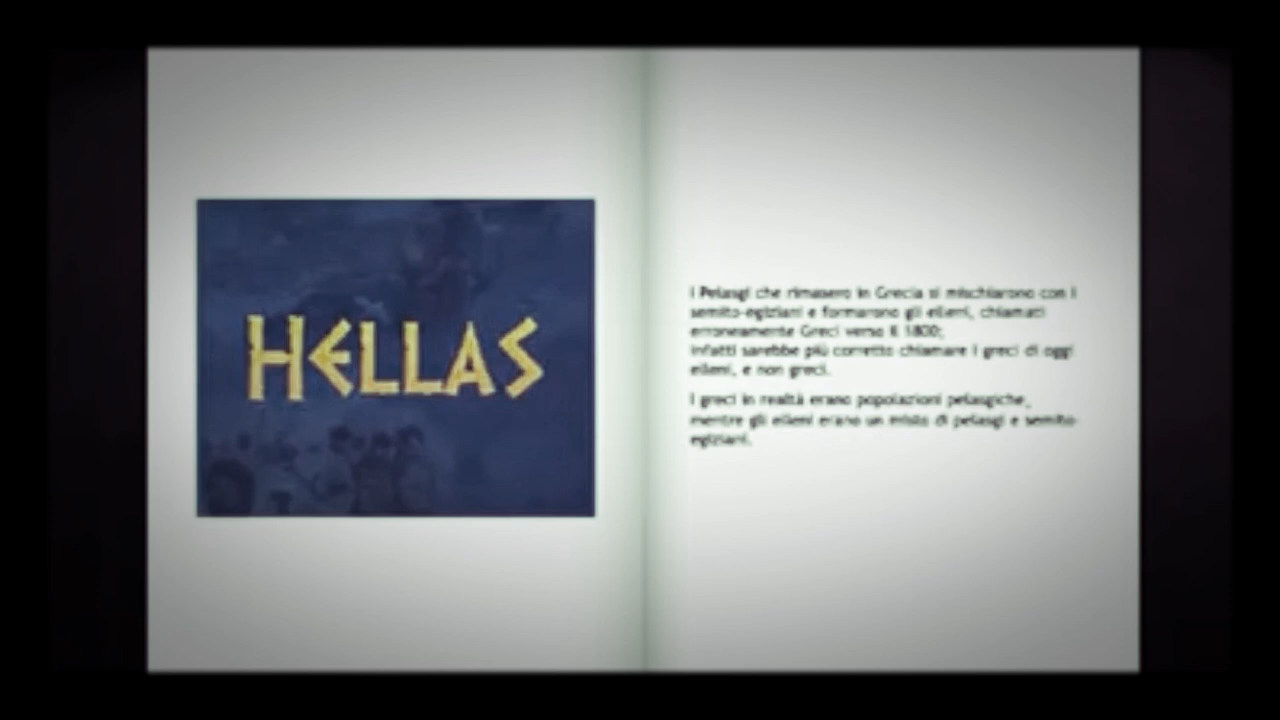 HELLAS
I Pelasgi che rimasero in Grecia si mischiarono con i
semito-egiziani e formarono gli elleni, chiamati
erroneamente Greci verso il 1800;
infatti sarebbe più corretto chiamare i greci di oggi
elleni, e non greci.
I greci in realtà erano popolazioni pelasgiche,
mentre gli elleni erano un misto di pelasgi e semito-
egiziani.